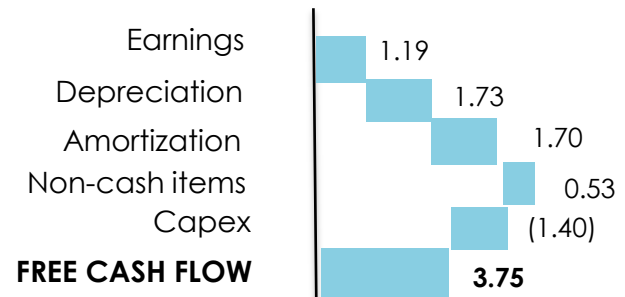 Earnings 1.19
Depreciation 1.73
Amortization 1.70
Non-cash items 0.53
Capex (1.40)
FREE CASH FLOW 3.75